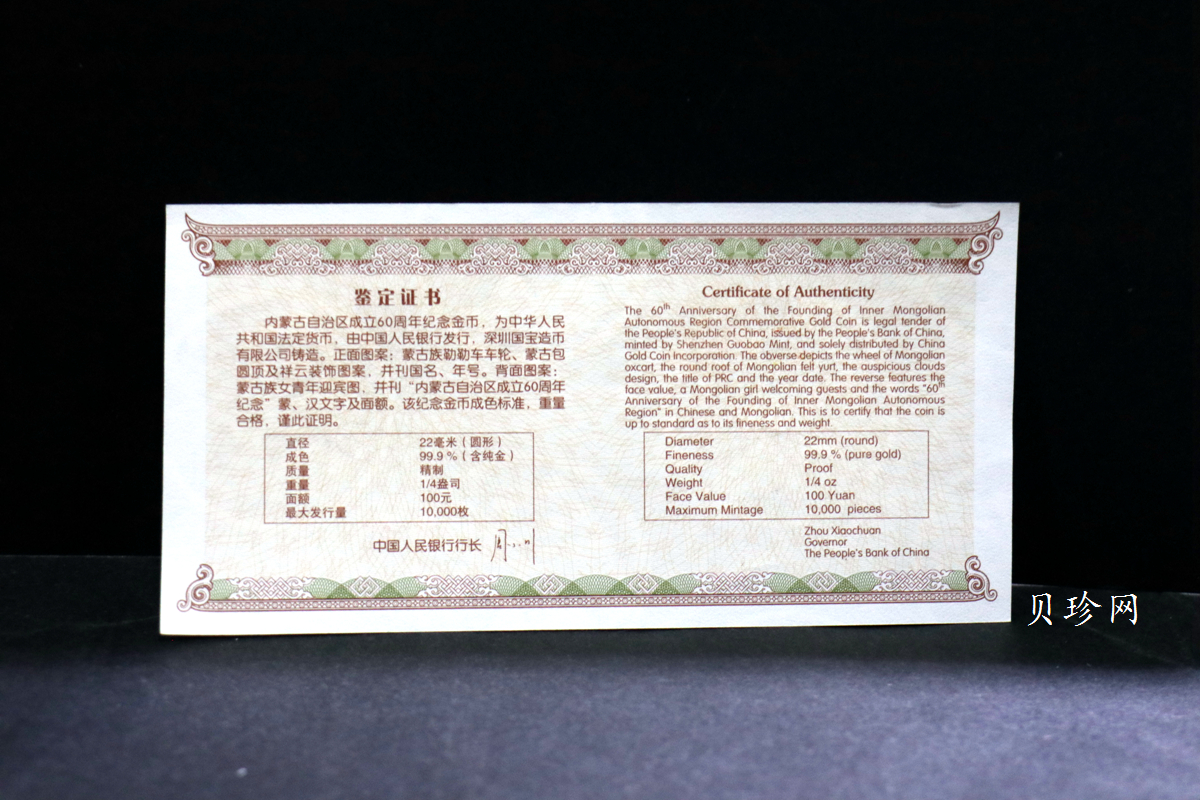 鉴定证书
内蒙古自治区成立60周年纪念金币，为中华人民
共和国法定货币，由中国人民银行发行，深圳国宝造币
有限公司铸造。正面图案：蒙古族勒勒车车轮、蒙古包
圆顶及祥云装饰图案，并刊国名、年号。背面图案：
蒙古族女青年迎宾图，并刊“内蒙古自治区成立60周年
纪念”蒙、汉文字及面额。该纪念金币成色标准，重量
合格，谨此证明。
直径 22毫米（圆形）
成色 99.9％（含纯金）
质量 精制
重量 1/4盎司
面额 100元
最大发行量 10,000枚
中国人民银行行长
Certificate of Authenticity
The 60th Anniversary of the Founding of Inner Mongolian
Autonomous Region Commemorative Gold Coin is legal tender of
the People's Republic of China, issued by the People's Bank of China,
minted by Shenzhen Guobao Mint, and solely distributed by China
Gold Coin Incorporation. The obverse depicts the wheel of Mongolian
oxcart, the round roof of Mongolian felt yurt, the auspicious clouds
design, the title of PRC and the year date. The reverse features the
face value, a Mongolian girl welcoming guests and the words "60th
Anniversary of the Founding of Inner Mongolian Autonomous
Region" in Chinese and Mongolian. This is to certify that the coin is
up to standard as to its fineness and weight.
Diameter 22mm (round)
Fineness 99.9 % (pure gold)
Quality Proof
Weight 1/4 oz
Face Value 100 Yuan
Maximum Mintage 10,000 pieces
Zhou Xiaochuan
Governor
The People's Bank of China
贝珍网